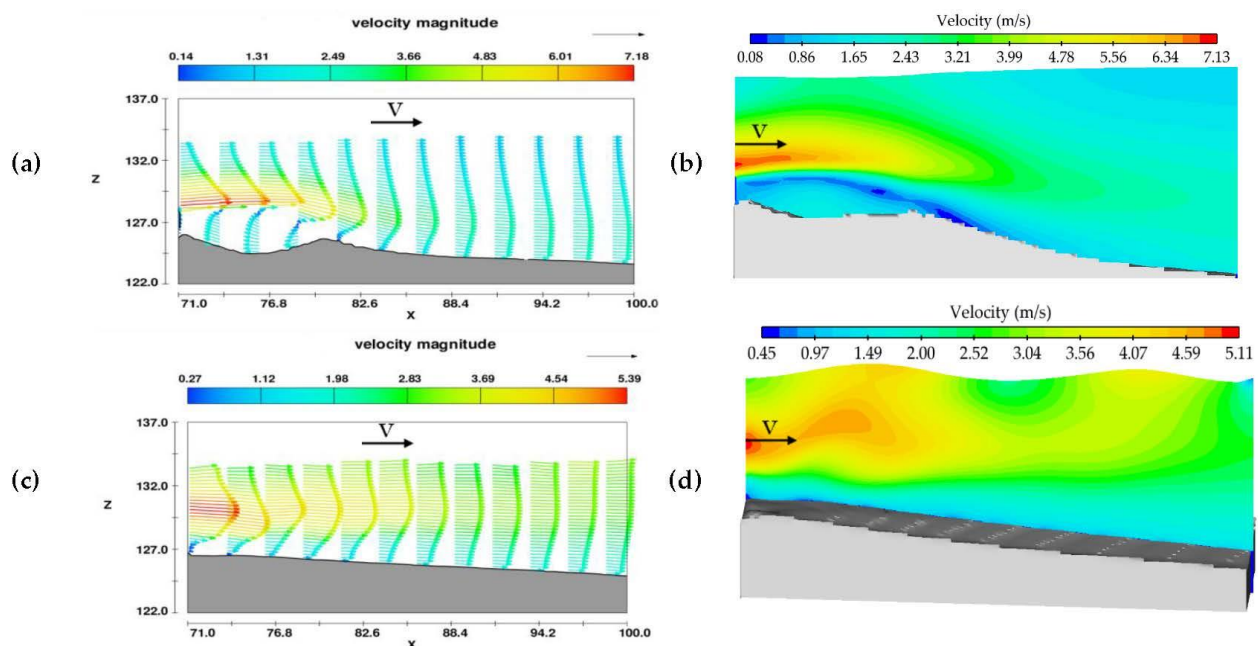 velocity magnitude
0.14 1.31 2.49 3.66 4.83 6.01 7.18
137.0
132.0
127.0
122.0
Z
V
71.0 76.8 82.6 88.4 94.2 100.0
X
(a)
Velocity (m/s)
0.08 0.86 1.65 2.43 3.21 3.99 4.78 5.56 6.34 7.13
V
(b)
velocity magnitude
0.27 1.12 1.98 2.83 3.69 4.54 5.39
137.0
132.0
127.0
122.0
Z
V
71.0 76.8 82.6 88.4 94.2 100.0
X
(c)
Velocity (m/s)
0.45 0.97 1.49 2.00 2.52 3.04 3.56 4.07 4.59 5.11
V
(d)